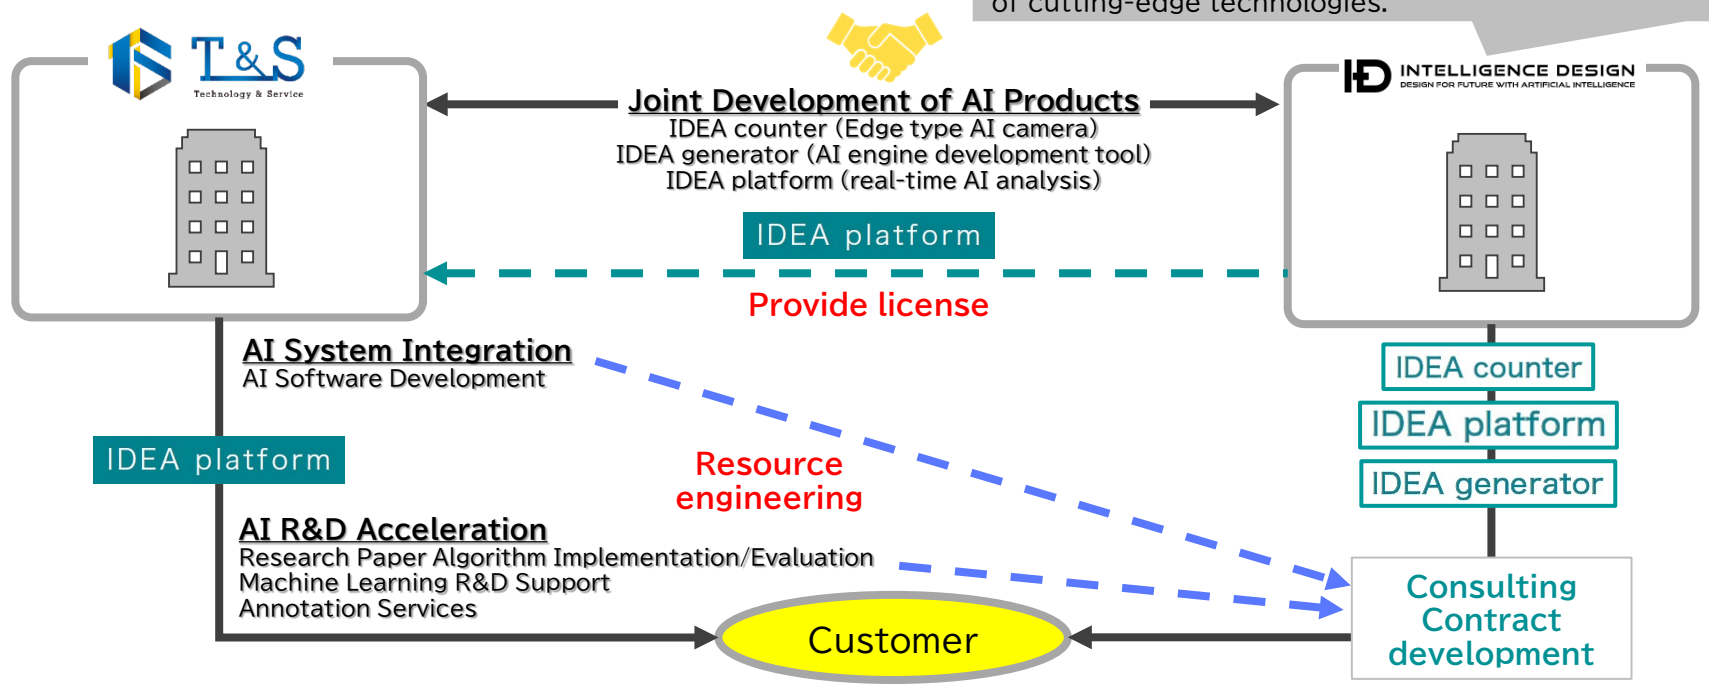 of cutting-edge technologies.
T&S
Technology & Service
ID INTELLIGENCE DESIGN
DESIGN FOR FUTURE WITH ARTIFICIAL INTELLIGENCE
Joint Development of AI Products
IDEA counter (Edge type AI camera)
IDEA generator (AI engine development tool)
IDEA platform (real-time AI analysis)
IDEA platform
Provide license
AI System Integration
AI Software Development
IDEA counter
IDEA platform
IDEA generator
IDEA platform
Resource
engineering
AI R&D Acceleration
Research Paper Algorithm Implementation/Evaluation
Machine Learning R&D Support
Annotation Services
Customer
Consulting
Contract
development